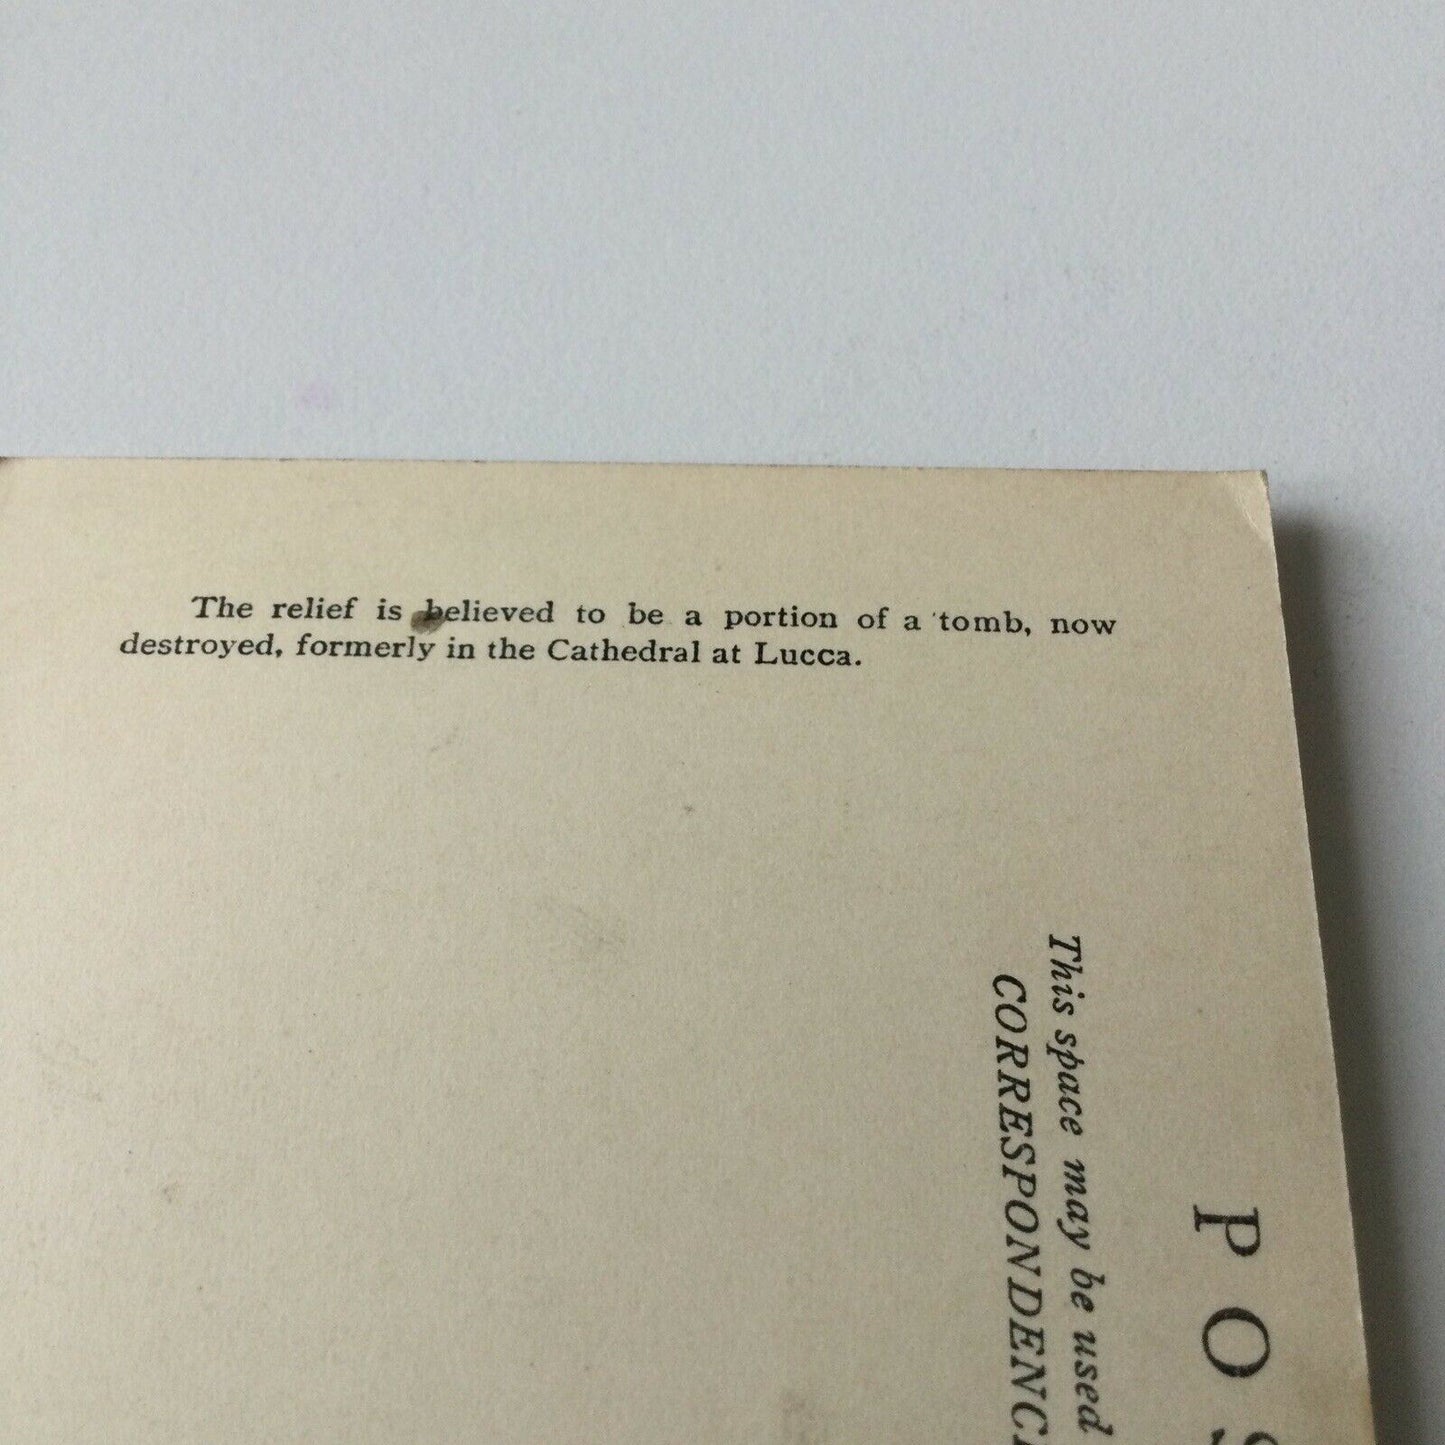 The relief is believed to be a portion of a tomb, now
destroyed, formerly in the Cathedral at Lucca.
This space may be used
CORRESPONDENC
POS